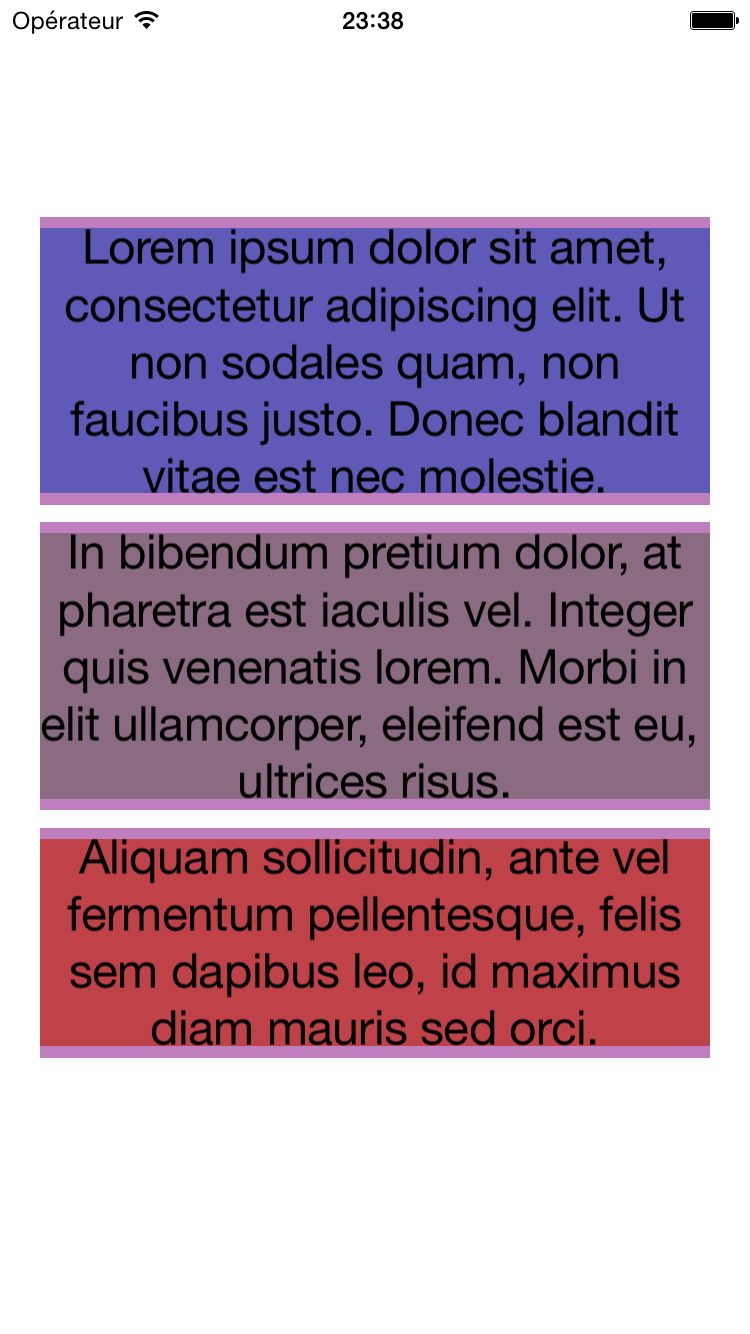 Opérateur 23:38
Lorem ipsum dolor sit amet,
consectetur adipiscing elit. Ut
non sodales quam, non
faucibus justo. Donec blandit
vitae est nec molestie.
In bibendum pretium dolor, at
pharetra est iaculis vel. Integer
quis venenatis lorem. Morbi in
elit ullamcorper, eleifend est eu,
ultrices risus.
Aliquam sollicitudin, ante vel
fermentum pellentesque, felis
sem dapibus leo, id maximus
diam mauris sed orci.